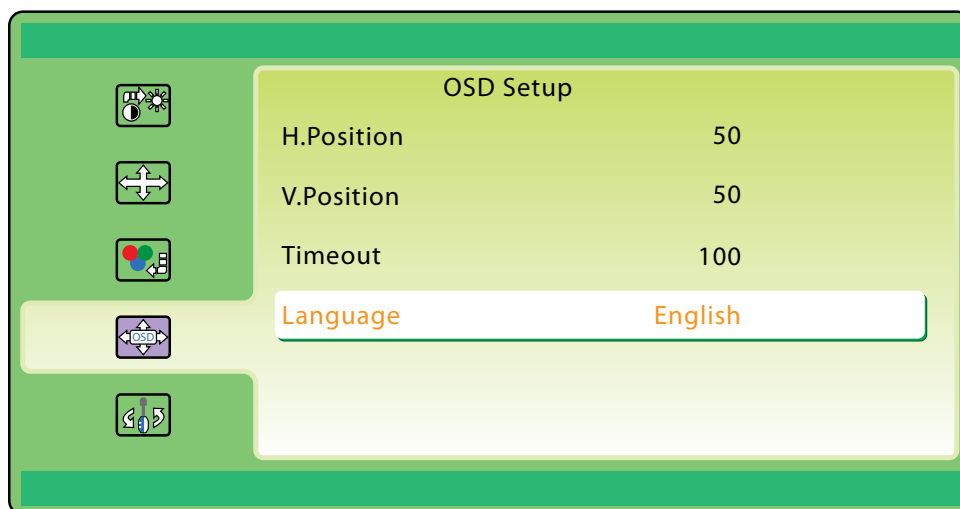 OSD Setup
H.Position 50
V.Position 50
Timeout 100
Language English
OSD